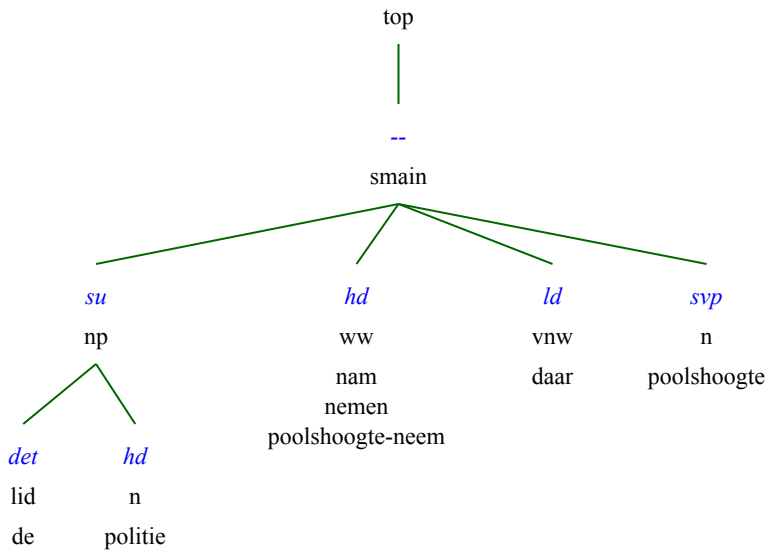 top
--
smain
su hd ld svp
np ww vnw n
nam daar poolshoogte
nemen
poolshoogte-neem
det hd
lid n
de politie